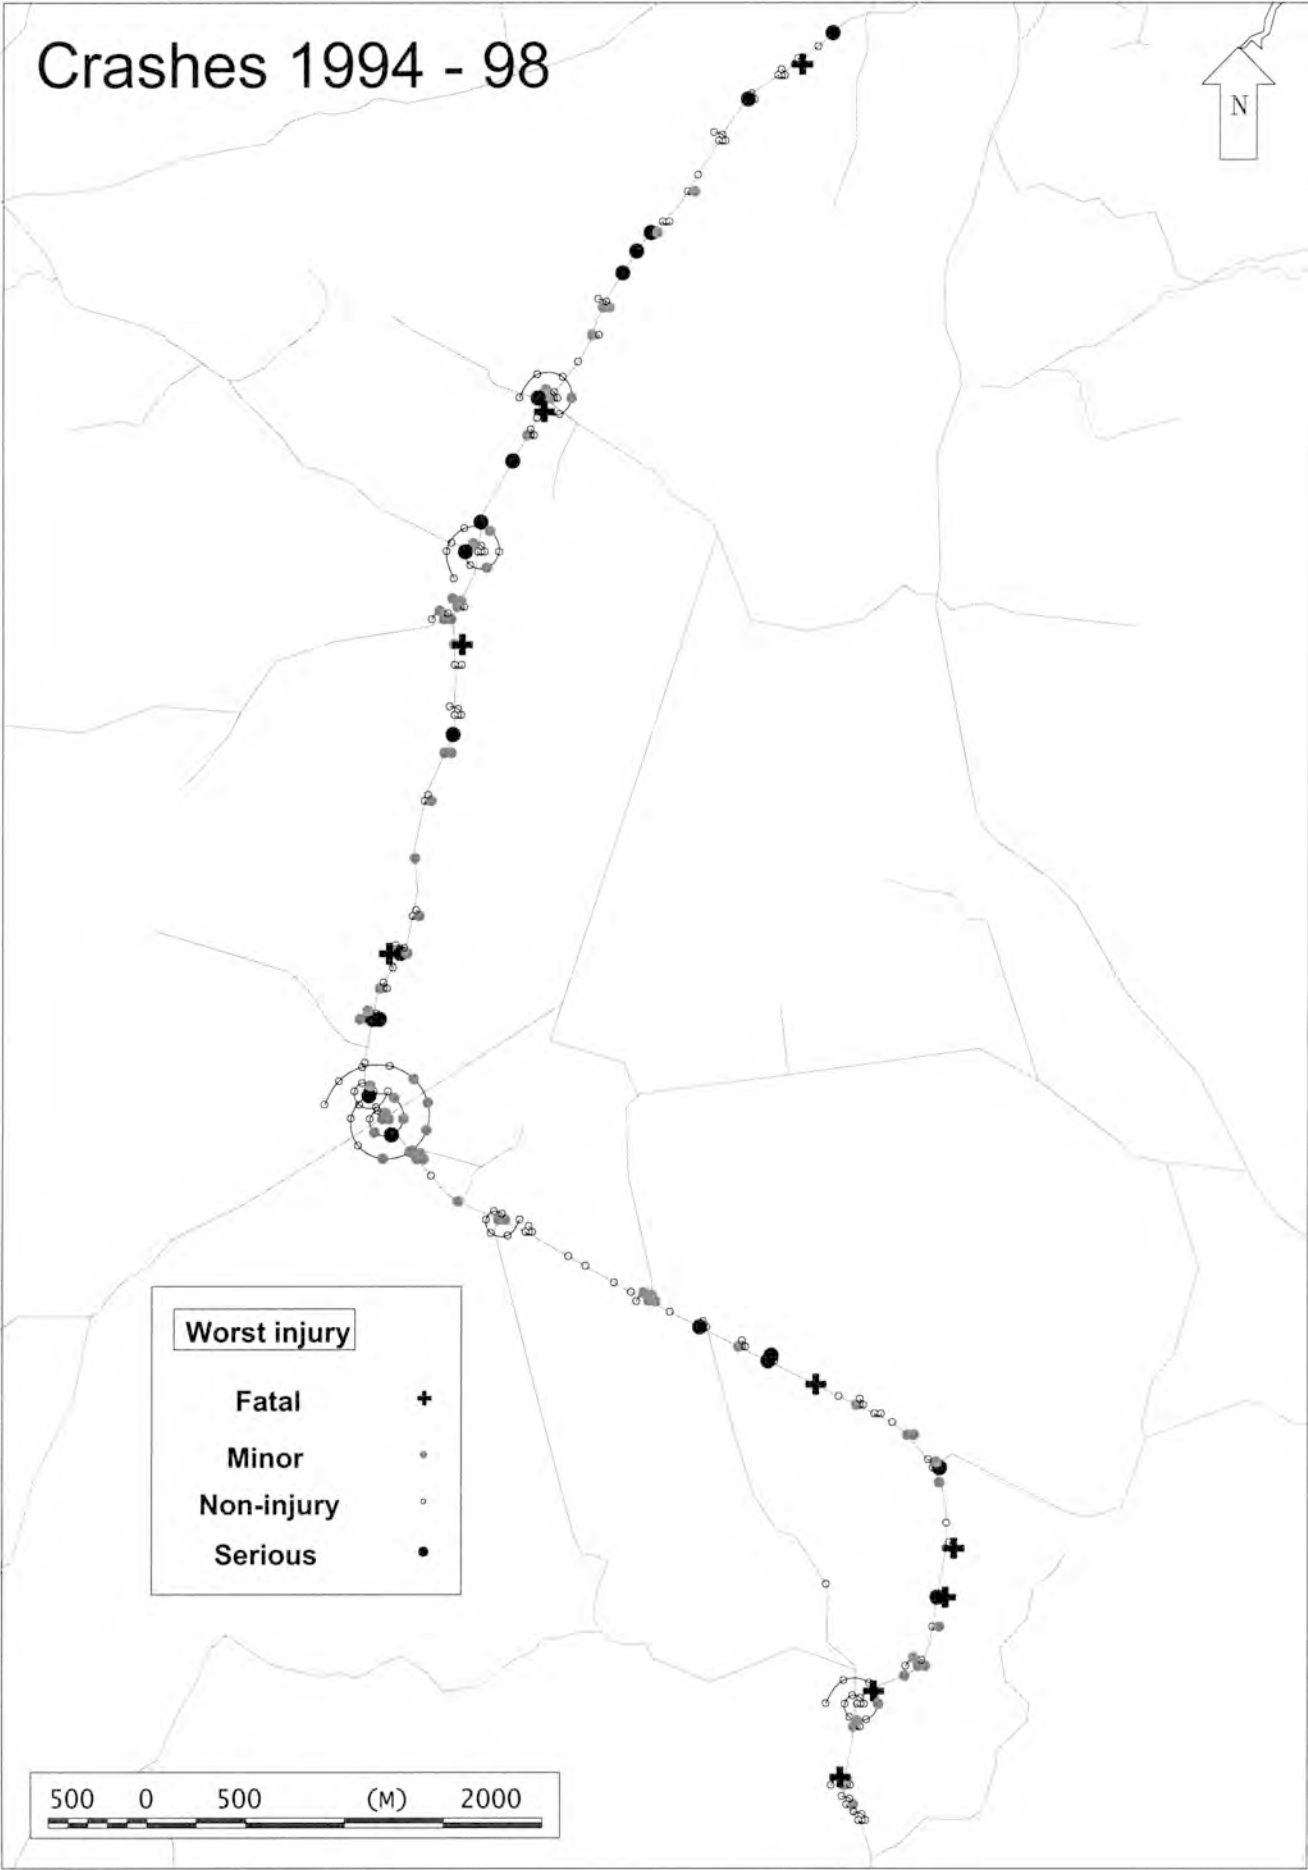 Crashes 1994 - 98
N
Worst injury
Fatal
Minor
Non-injury
Serious
500 0 500 (M) 2000